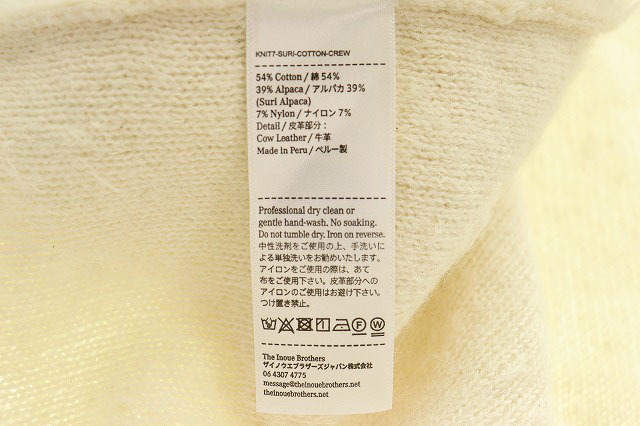 KNIT7-SURI-COTTON-CREW
54% Cotton / 綿 54%
39% Alpaca / アルパカ 39%
(Suri Alpaca)
7% Nylon / ナイロン 7%
Detail / 皮革部分：
Cow Leather / 牛革
Made in Peru / ペルー製
Professional dry clean or
gentle hand-wash. No soaking.
Do not tumble dry. Iron on reverse.
中性洗剤をご使用の上、手洗いに
よる単独洗いをお勧めいたします。
アイロンをご使用の際は、あて
布をご使用下さい。皮革部分への
アイロンのご使用はお避け下さい。
つけ置き禁止。
The Inoue Brothers
ザイノウエブラザーズジャパン株式会社
06 4307 4775
message@theinouebrothers.net
theinouebrothers.net